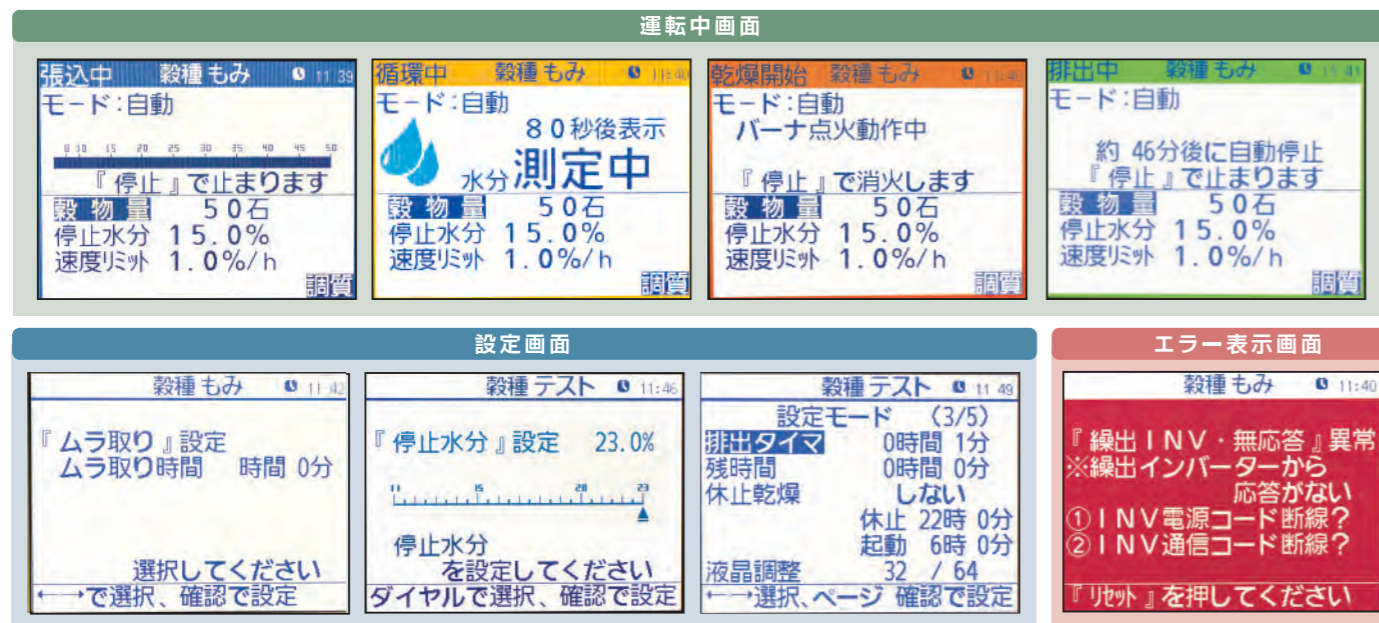 運転中画面
張込中 穀種 もみ 11 39
モード:自動
0 10 15 20 25 30 35 40 45 50
『 停止 』で止まります
穀物量 50石
停止水分 15.0%
速度リミット 1.0%/h
調質
循環中 穀種 もみ 11:40
モード:自動
80秒後表示
水分測定中
穀物量 50石
停止水分 15.0%
速度リミット 1.0%/h
調質
乾燥開始 穀種 もみ 11:40
モード:自動
バーナ点火動作中
『 停止 』で消火します
穀物量 50石
停止水分 15.0%
速度リミット 1.0%/h
調質
排出中 穀種 もみ 11 41
モード:自動
約 46分後に自動停止
『 停止 』で止まります
穀物量 50石
停止水分 15.0%
速度リミット 1.0%/h
調質
設定画面
穀種 もみ 11 42
『 ムラ取り 』設定
ムラ取り時間 時間 0分
選択してください
←→で選択、確認で設定
穀種 テスト 11:46
『 停止水分 』設定 23.0%
11 15 20 23
停止水分
を設定してください
ダイヤルで選択、確認で設定
穀種 テスト 11 49
設定モード (3/5)
排出タイマ 0時間 1分
残時間 0時間 0分
休止乾燥 しない
休止 22時 0分
起動 6時 0分
液晶調整 32 / 64
←→選択、ページ 確認で設定
エラー表示画面
穀種 もみ 11:40
『 繰出INV・無応答 』異常
※繰出インバーターから
応答がない
①INV電源コード断線?
②INV通信コード断線?
『 リセット 』を押してください